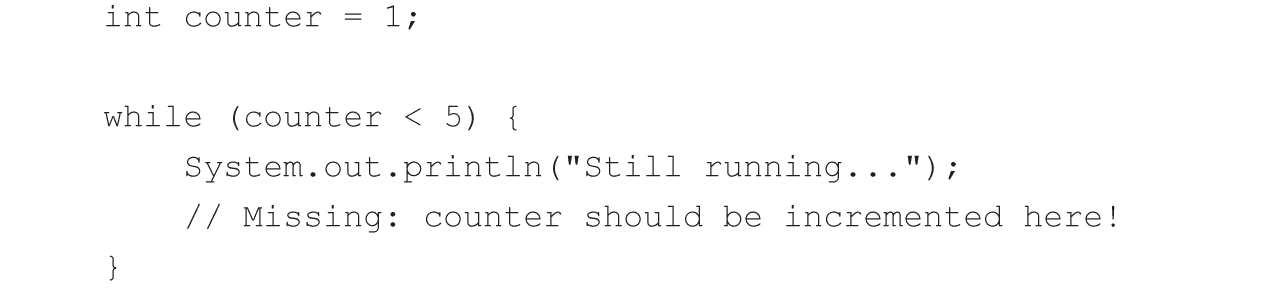 int counter = 1;
while (counter < 5) {
    System.out.println("Still running...");
    // Missing: counter should be incremented here!
}